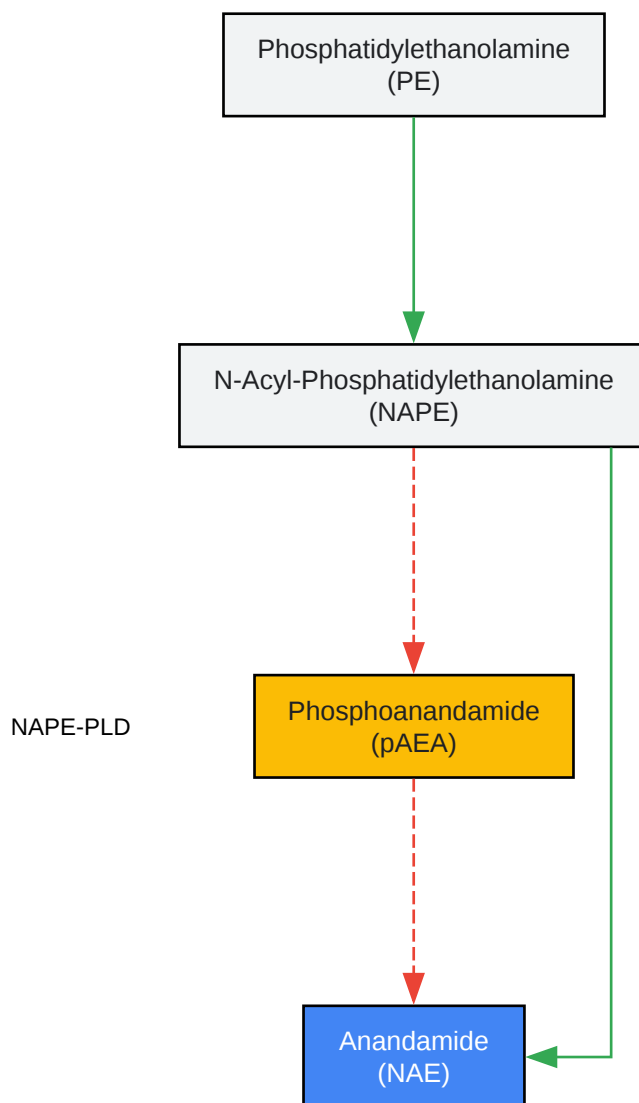 Phosphatidylethanolamine
(PE)
N-Acyl-Phosphatidylethanolamine
(NAPE)
Phosphoanandamide
(pAEA)
NAPE-PLD
Anandamide
(NAE)